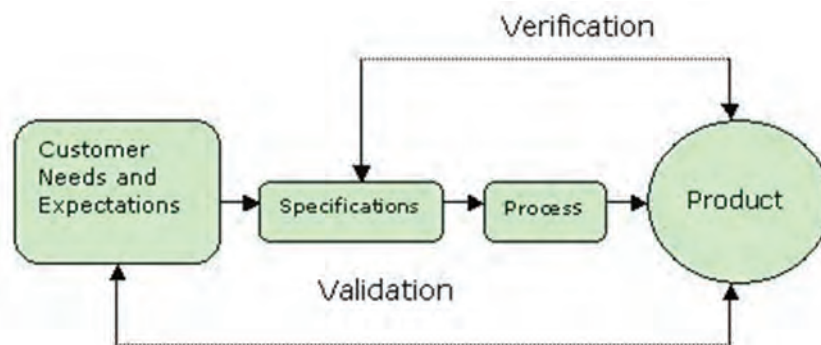 Verification
Customer
Needs and
Expectations
Specifications
Process
Product
Validation